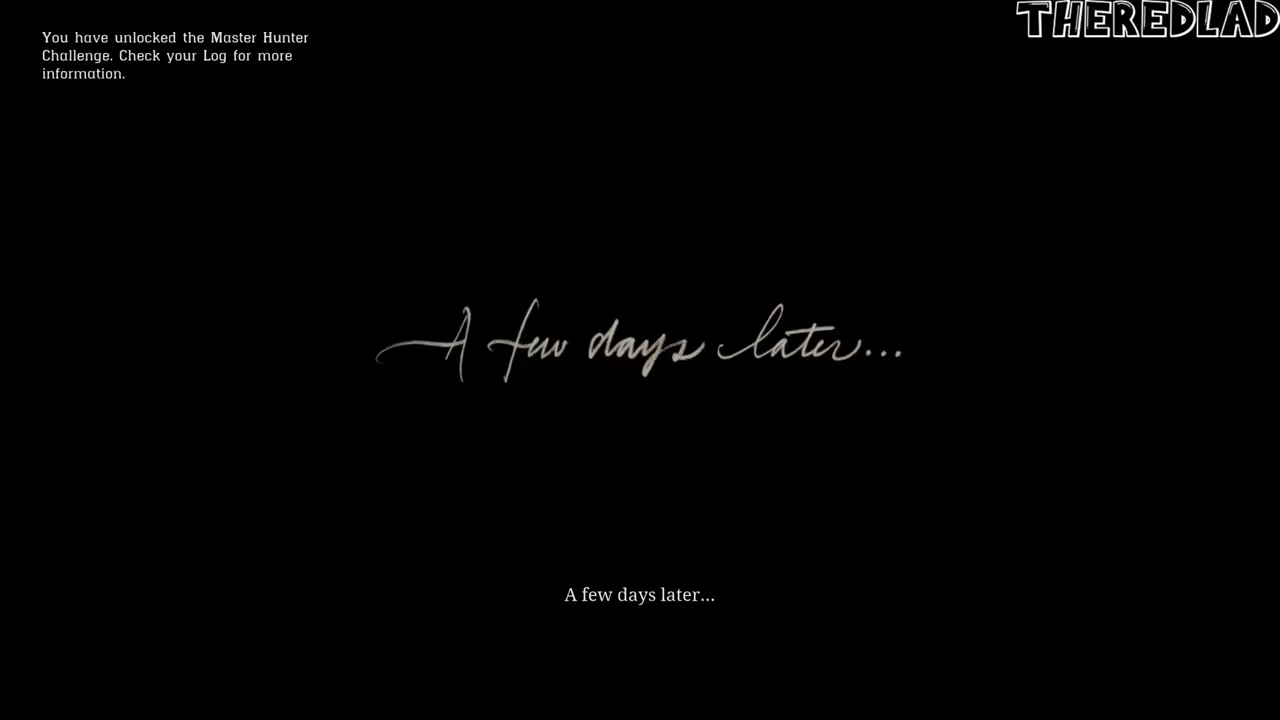 THEREDLAD
You have unlocked the Master Hunter
Challenge. Check your Log for more
information.
A few days later...
A few days later...